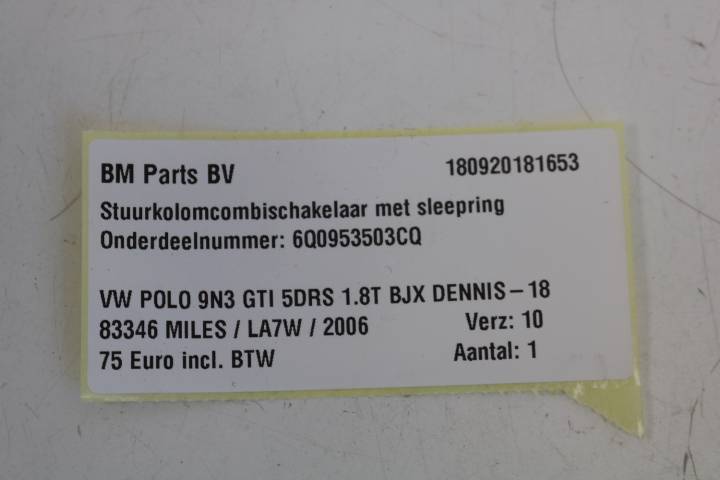 BM Parts BV 180920181653
Stuurkolomcombischakelaar met sleepring
Onderdeelnummer: 6Q0953503CQ
VW POLO 9N3 GTI 5DRS 1.8T BJX DENNIS-18
83346 MILES / LA7W / 2006 Verz: 10
75 Euro incl. BTW Aantal: 1